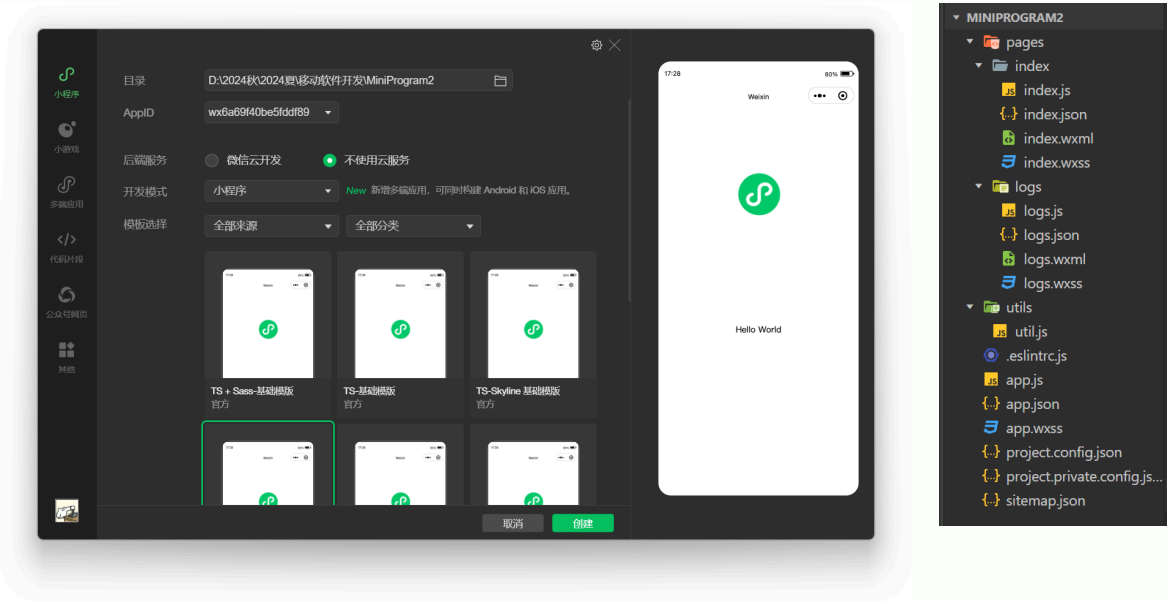 小程序
小游戏
多端应用
代码片段
公众号网页
其他
目录
D:\2024秋\2024夏\移动软件开发\MiniProgram2
AppID
wx6a69f40be5fddf89
后端服务
微信云开发
不使用云服务
开发模式
小程序
New 新增多端应用，可同时构建 Android 和 iOS 应用。
模板选择
全部来源
全部分类
TS + Sass-基础模版
官方
TS-基础模版
官方
TS-Skyline 基础模版
官方
取消
创建
17:28
80%
Weixin
Hello World
MINIPROGRAM2
pages
index
index.js
index.json
index.wxml
index.wxss
logs
logs.js
logs.json
logs.wxml
logs.wxss
utils
util.js
.eslintrc.js
app.js
app.json
app.wxss
project.config.json
project.private.config.js...
sitemap.json